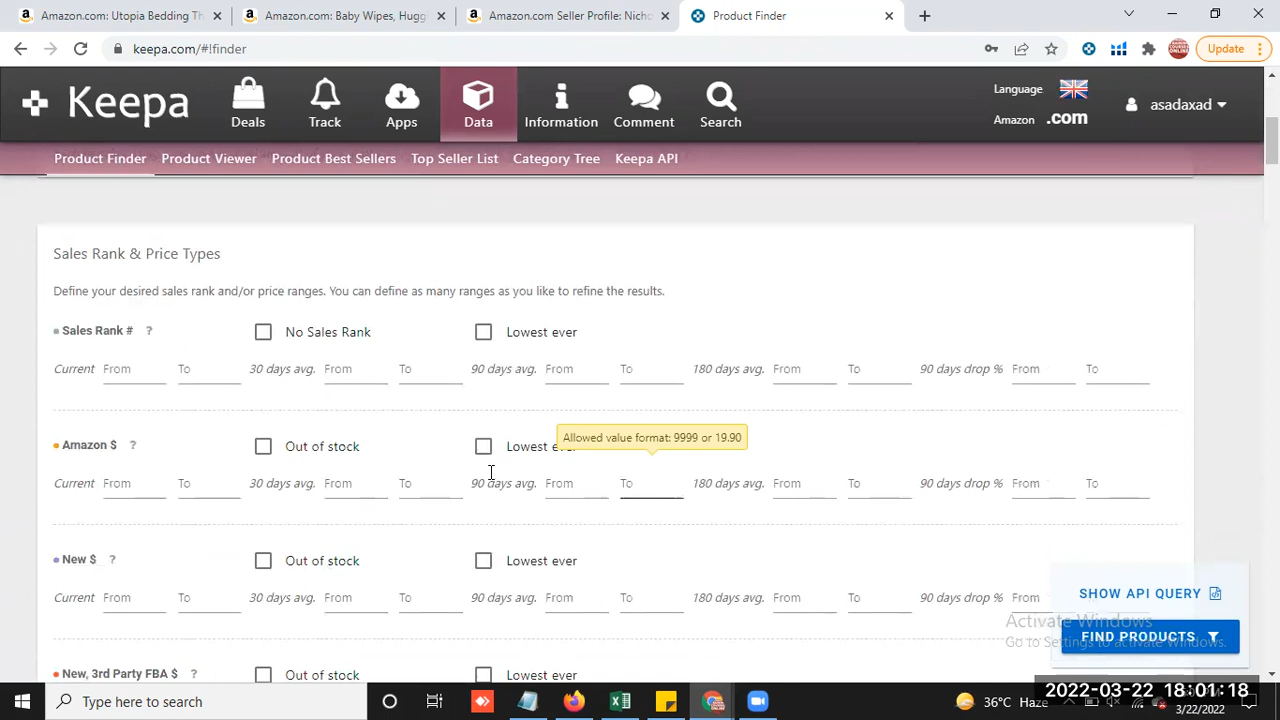 Amazon.com: Utopia Bedding Th
Amazon.com: Baby Wipes, Huggi
Amazon.com Seller Profile: Nicho
Product Finder
keepa.com/#!finder
Update
Keepa
Deals
Track
Apps
Data
Information
Comment
Search
Language
Amazon .com
asadaxad
Product Finder
Product Viewer
Product Best Sellers
Top Seller List
Category Tree
Keepa API
Sales Rank & Price Types
Define your desired sales rank and/or price ranges. You can define as many ranges as you like to refine the results.
Sales Rank # ? No Sales Rank Lowest ever
Current From To 30 days avg. From To 90 days avg. From To 180 days avg. From To 90 days drop % From To
Allowed value format: 9999 or 19.90
Amazon $ ? Out of stock Lowest ever
Current From To 30 days avg. From To 90 days avg. From To 180 days avg. From To 90 days drop % From To
New $ ? Out of stock Lowest ever
Current From To 30 days avg. From To 90 days avg. From To 180 days avg. From To 90 days drop % From To
SHOW API QUERY
Activate Windows
FIND PRODUCTS
Go to Settings to activate Windows.
New, 3rd Party FBA $ ? Out of stock Lowest ever
Type here to search
36°C Haze
2022-03-22 18:01:18
3/22/2022